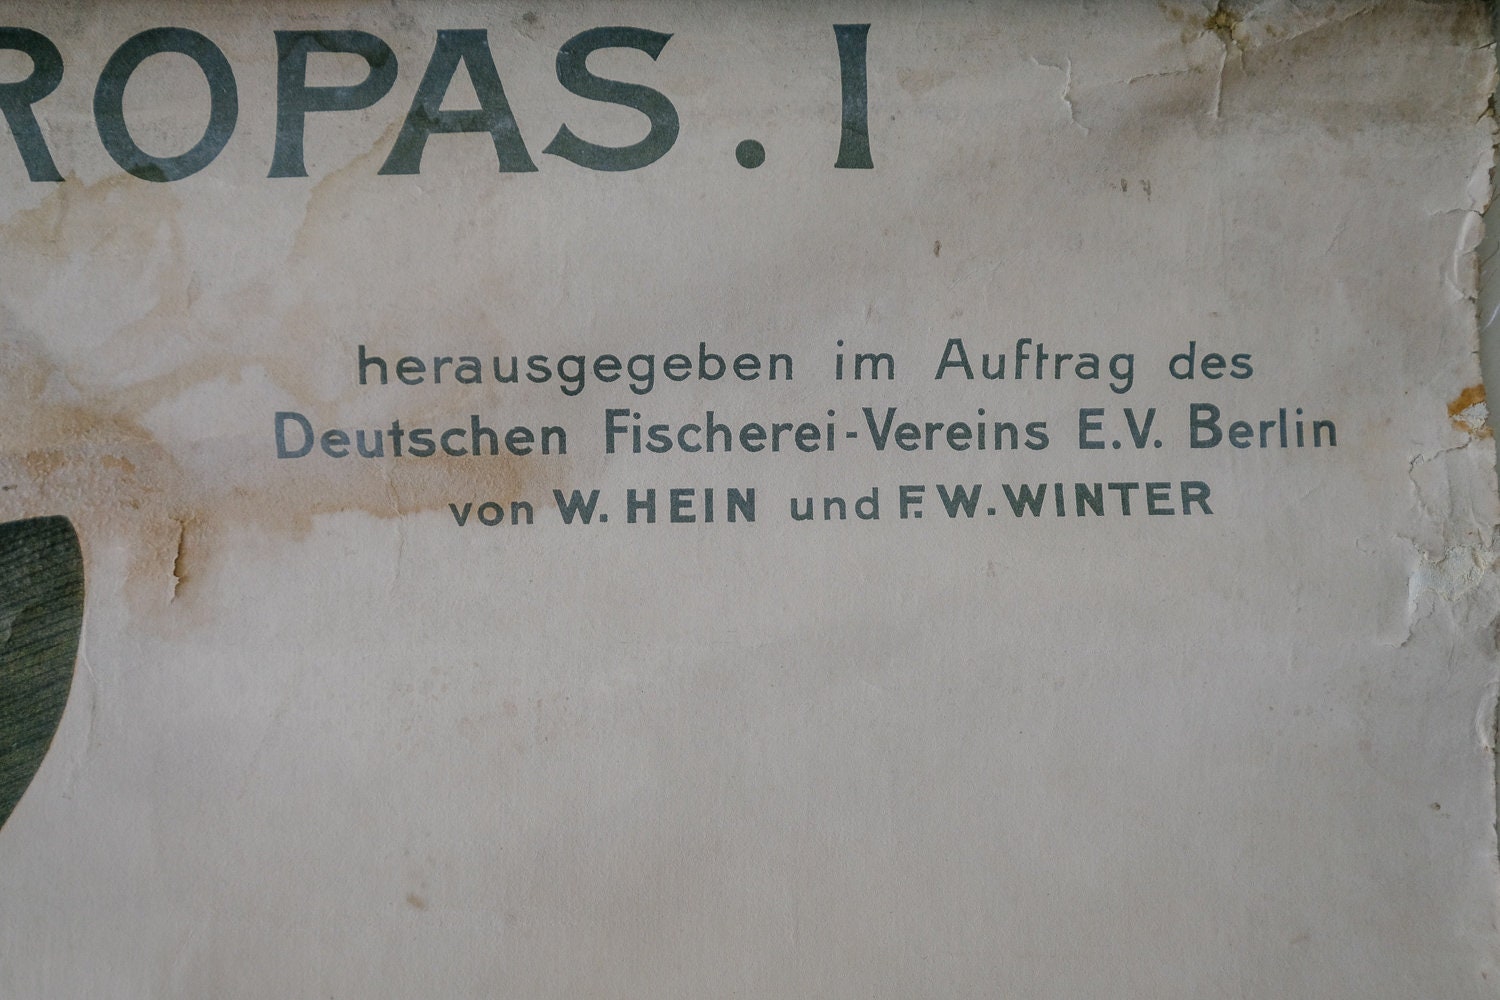 ROPAS. I
herausgegeben im Auftrag des
Deutschen Fischerei-Vereins E.V. Berlin
von W. HEIN und F. W. WINTER